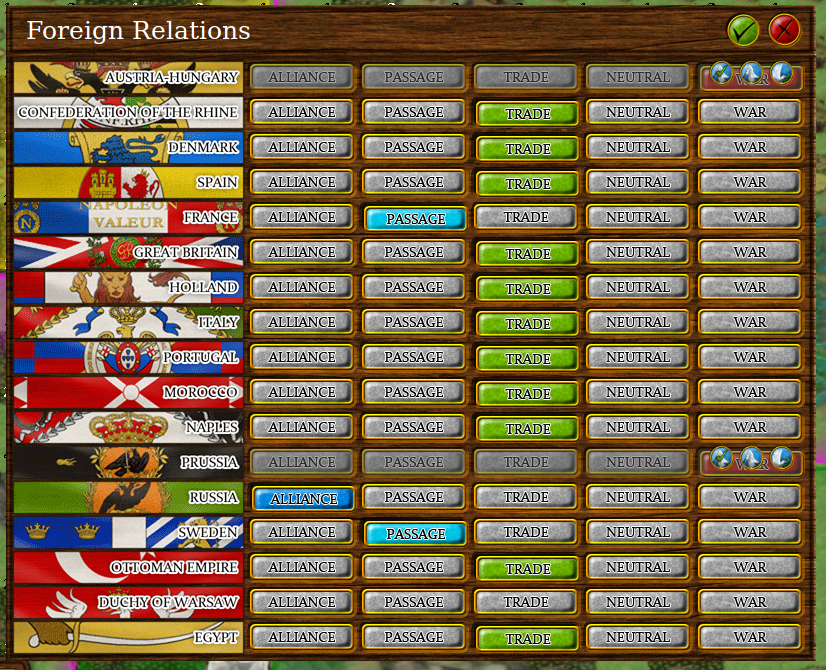 Foreign Relations
AUSTRIA-HUNGARY ALLIANCE PASSAGE TRADE NEUTRAL WAR
CONFEDERATION OF THE RHINE ALLIANCE PASSAGE TRADE NEUTRAL WAR
DENMARK ALLIANCE PASSAGE TRADE NEUTRAL WAR
SPAIN ALLIANCE PASSAGE TRADE NEUTRAL WAR
NAPOLEON
VALEUR
N N
FRANCE ALLIANCE PASSAGE TRADE NEUTRAL WAR
GREAT BRITAIN ALLIANCE PASSAGE TRADE NEUTRAL WAR
HOLLAND ALLIANCE PASSAGE TRADE NEUTRAL WAR
ITALY ALLIANCE PASSAGE TRADE NEUTRAL WAR
PORTUGAL ALLIANCE PASSAGE TRADE NEUTRAL WAR
MOROCCO ALLIANCE PASSAGE TRADE NEUTRAL WAR
NAPLES ALLIANCE PASSAGE TRADE NEUTRAL WAR
PRUSSIA ALLIANCE PASSAGE TRADE NEUTRAL WAR
RUSSIA ALLIANCE PASSAGE TRADE NEUTRAL WAR
SWEDEN ALLIANCE PASSAGE TRADE NEUTRAL WAR
OTTOMAN EMPIRE ALLIANCE PASSAGE TRADE NEUTRAL WAR
DUCHY OF WARSAW ALLIANCE PASSAGE TRADE NEUTRAL WAR
EGYPT ALLIANCE PASSAGE TRADE NEUTRAL WAR